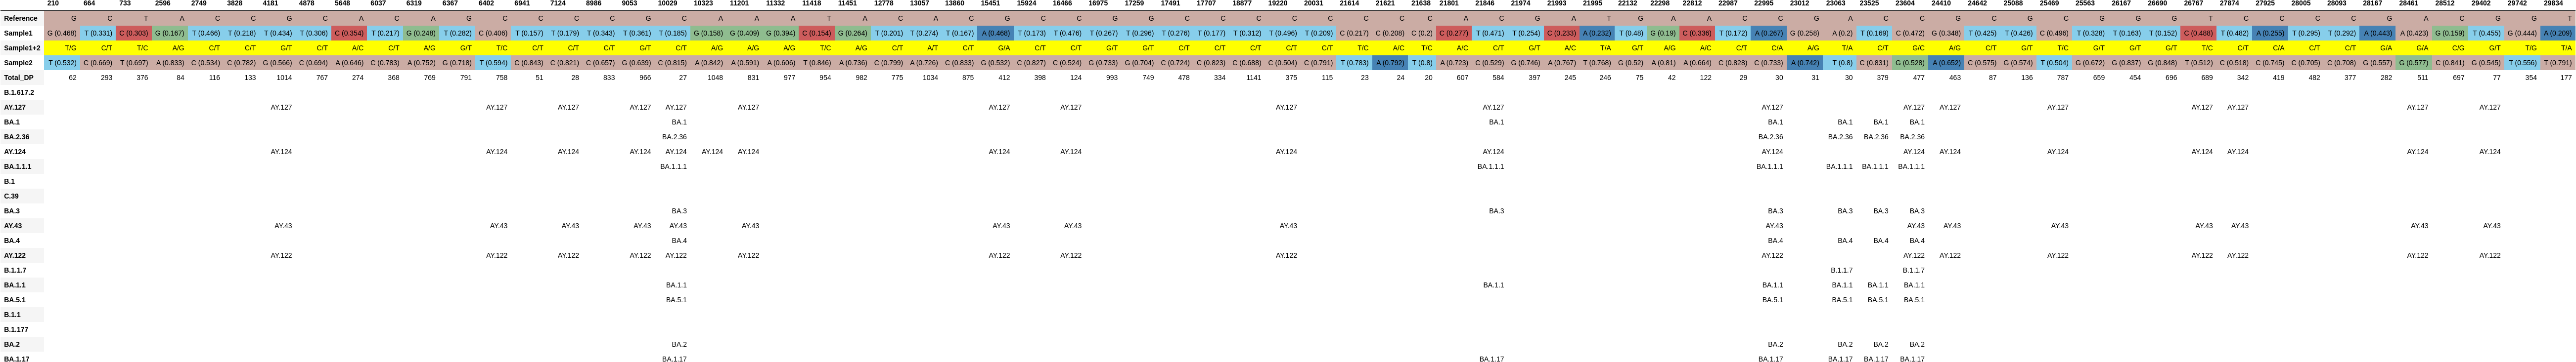 210 664 733 2596 2749 3828 4181 4878 5648 6037 6319 6367 6402 6941 7124 8986 9053 10029 10323 11201 11332 11418 11451 12778 13057 13860 15451 15924 16466 16975 17259 17491 17707 18877 19220 20031 21614 21621 21638 21801 21846 21974 21993 21995 22132 22298 22812 22987 22995 23012 23063 23525 23604 24410 24642 25088 25469 25563 26167 26690 26767 27874 27925 28005 28093 28167 28461 28512 29402 29742 29834
Reference G C T A C C G C A C A G C C C C G C A A A T A C A C G C C G G C C C C C C C C A C G A T G A A C C G A C C G C G C G G G T C C C C G A C G G T
Sample1 G (0.468) T (0.331) C (0.303) G (0.167) T (0.466) T (0.218) T (0.434) T (0.306) C (0.354) T (0.217) G (0.248) T (0.282) C (0.406) T (0.157) T (0.179) T (0.343) T (0.361) T (0.185) G (0.158) G (0.409) G (0.394) C (0.154) G (0.264) T (0.201) T (0.274) T (0.167) A (0.468) T (0.173) T (0.476) T (0.267) T (0.296) T (0.276) T (0.177) T (0.312) T (0.496) T (0.209) C (0.217) C (0.208) C (0.2) C (0.277) T (0.471) T (0.254) C (0.233) A (0.232) T (0.48) G (0.19) C (0.336) T (0.172) A (0.267) G (0.258) A (0.2) T (0.169) C (0.472) G (0.348) T (0.425) T (0.426) C (0.496) T (0.328) T (0.163) T (0.152) C (0.488) T (0.482) A (0.255) T (0.295) T (0.292) A (0.443) A (0.423) G (0.159) T (0.455) G (0.444) A (0.209)
Sample1+2 T/G C/T T/C A/G C/T C/T G/T C/T A/C C/T A/G G/T T/C C/T C/T C/T G/T C/T A/G A/G A/G T/C A/G C/T A/T C/T G/A C/T C/T G/T G/T C/T C/T C/T C/T C/T T/C A/C T/C A/C C/T G/T A/C T/A G/T A/G A/C C/T C/A A/G T/A C/T G/C A/G C/T G/T T/C G/T G/T G/T T/C C/T C/A C/T C/T G/A G/A C/G G/T T/G T/A
Sample2 T (0.532) C (0.669) T (0.697) A (0.833) C (0.534) C (0.782) G (0.566) C (0.694) A (0.646) C (0.783) A (0.752) G (0.718) T (0.594) C (0.843) C (0.821) C (0.657) G (0.639) C (0.815) A (0.842) A (0.591) A (0.606) T (0.846) A (0.736) C (0.799) A (0.726) C (0.833) G (0.532) C (0.827) C (0.524) G (0.733) G (0.704) C (0.724) C (0.823) C (0.688) C (0.504) C (0.791) T (0.783) A (0.792) T (0.8) A (0.723) C (0.529) G (0.746) A (0.767) T (0.768) G (0.52) A (0.81) A (0.664) C (0.828) C (0.733) A (0.742) T (0.8) C (0.831) G (0.528) A (0.652) C (0.575) G (0.574) T (0.504) G (0.672) G (0.837) G (0.848) T (0.512) C (0.518) C (0.745) C (0.705) C (0.708) G (0.557) G (0.577) C (0.841) G (0.545) T (0.556) T (0.791)
Total_DP 62 293 376 84 116 133 1014 767 274 368 769 791 758 51 28 833 966 27 1048 831 977 954 982 775 1034 875 412 398 124 993 749 478 334 1141 375 115 23 24 20 607 584 397 245 246 75 42 122 29 30 31 30 379 477 463 87 136 787 659 454 696 689 342 419 482 377 282 511 697 77 354 177
B.1.617.2
AY.127 AY.127 AY.127 AY.127 AY.127 AY.127 AY.127 AY.127 AY.127 AY.127 AY.127 AY.127 AY.127 AY.127 AY.127 AY.127 AY.127 AY.127 AY.127
BA.1 BA.1 BA.1 BA.1 BA.1 BA.1 BA.1
BA.2.36 BA.2.36 BA.2.36 BA.2.36 BA.2.36 BA.2.36
AY.124 AY.124 AY.124 AY.124 AY.124 AY.124 AY.124 AY.124 AY.124 AY.124 AY.124 AY.124 AY.124 AY.124 AY.124 AY.124 AY.124 AY.124 AY.124 AY.124
BA.1.1.1 BA.1.1.1 BA.1.1.1 BA.1.1.1 BA.1.1.1 BA.1.1.1 BA.1.1.1
B.1
C.39
BA.3 BA.3 BA.3 BA.3 BA.3 BA.3 BA.3
AY.43 AY.43 AY.43 AY.43 AY.43 AY.43 AY.43 AY.43 AY.43 AY.43 AY.43 AY.43 AY.43 AY.43 AY.43 AY.43 AY.43 AY.43
BA.4 BA.4 BA.4 BA.4 BA.4 BA.4
AY.122 AY.122 AY.122 AY.122 AY.122 AY.122 AY.122 AY.122 AY.122 AY.122 AY.122 AY.122 AY.122 AY.122 AY.122 AY.122 AY.122 AY.122
B.1.1.7 B.1.1.7 B.1.1.7
BA.1.1 BA.1.1 BA.1.1 BA.1.1 BA.1.1 BA.1.1 BA.1.1
BA.5.1 BA.5.1 BA.5.1 BA.5.1 BA.5.1 BA.5.1
B.1.1
B.1.177
BA.2 BA.2 BA.2 BA.2 BA.2 BA.2
BA.1.17 BA.1.17 BA.1.17 BA.1.17 BA.1.17 BA.1.17 BA.1.17